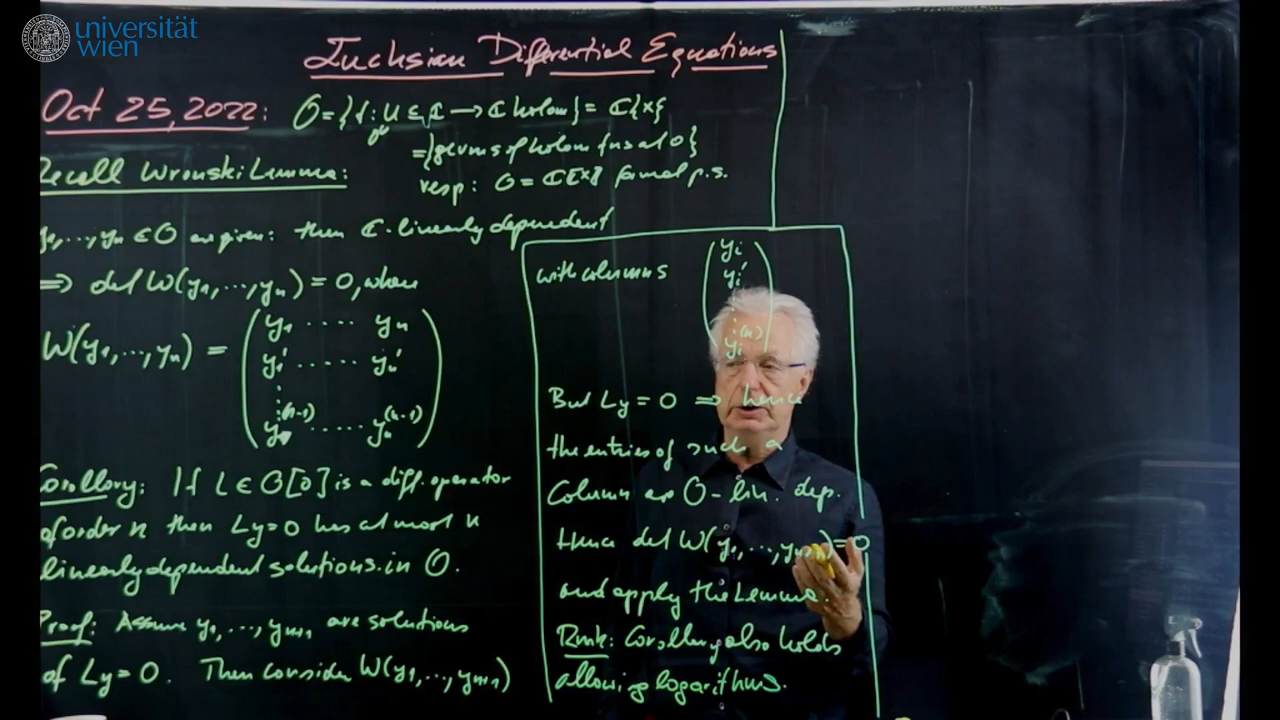 universität
wien
Fuchsian Differential Equations
Oct 25, 2022: O = {f: U ⊆ ℂ → ℂ holom} = ℂ{x}
= {germs of holom fns at 0}
Recall Wronski Lemma:
resp: O = ℂ[[x]] formal p.s.
y₁, ..., yₙ ∈ O are given: then ℂ-linearly dependent
⇒ det W(y₁, ..., yₙ) = 0, where
W(y₁, ..., yₙ) = ( y₁ ..... yₙ
y₁' ...... yₙ'
⋮
y₁⁽ⁿ⁻¹⁾ ...... yₙ⁽ⁿ⁻¹⁾ )
Corollary: If L ∈ O[∂] is a diff. operator
of order n then Ly = 0 has at most n
linearly dependent solutions in O.
Proof: Assume y₁, ..., yₙ₊₁ are solutions
of Ly = 0. Then consider W(y₁, ..., yₙ₊₁)
with columns ( yᵢ
yᵢ'
⋮
yᵢ⁽ⁿ⁾ )
But Ly = 0 ⇒ hence
the entries of such a
Column are O-lin. dep.
Hence det W(y₁, ..., yₙ₊₁) = 0
and apply the Lemma.
Rmk: Corollary also holds
allowing logarithms.